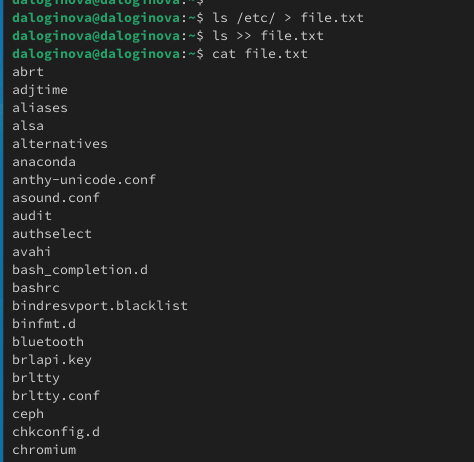 daloginova@daloginova:~$
daloginova@daloginova:~$ ls /etc/ > file.txt
daloginova@daloginova:~$ ls >> file.txt
daloginova@daloginova:~$ cat file.txt
abrt
adjtime
aliases
alsa
alternatives
anaconda
anthy-unicode.conf
asound.conf
audit
authselect
avahi
bash_completion.d
bashrc
bindresvport.blacklist
binfmt.d
bluetooth
brlapi.key
brltty
brltty.conf
ceph
chkconfig.d
chromium